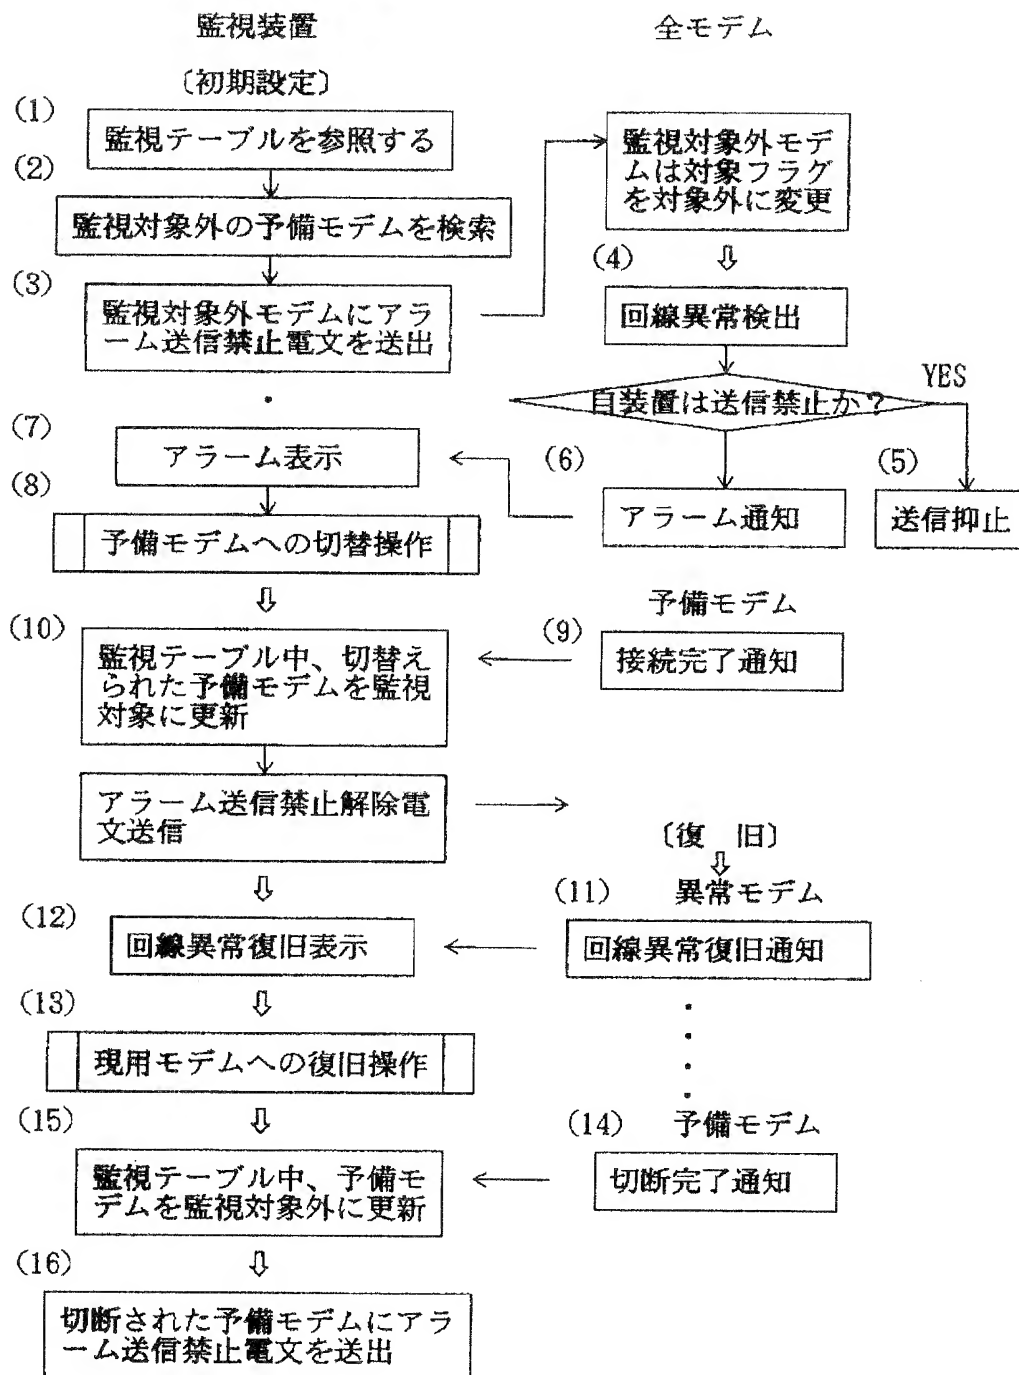 監視装置
全モデム
〔初期設定〕
(1)
監視テーブルを参照する
(2)
監視対象外の予備モデムを検索
(3)
監視対象外モデムにアラ
ーム送信禁止電文を送出
監視対象外モデ
ムは対象フラグ
を対象外に変更
(4)
回線異常検出
自装置は送信禁止か?
YES
(5)
送信抑止
(6)
アラーム通知
(7)
アラーム表示
(8)
予備モデムへの切替操作
予備モデム
(9)
接続完了通知
(10)
監視テーブル中、切替え
られた予備モデムを監視
対象に更新
アラーム送信禁止解除電
文送信
〔復 旧〕
(11) 異常モデム
回線異常復旧通知
(12)
回線異常復旧表示
(13)
現用モデムへの復旧操作
(14) 予備モデム
切断完了通知
(15)
監視テーブル中、予備モ
デムを監視対象外に更新
(16)
切断された予備モデムにアラ
ーム送信禁止電文を送出